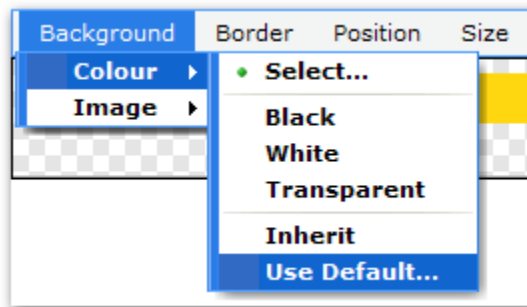 Background Border Position Size
Colour
Image
Select...
Black
White
Transparent
Inherit
Use Default...